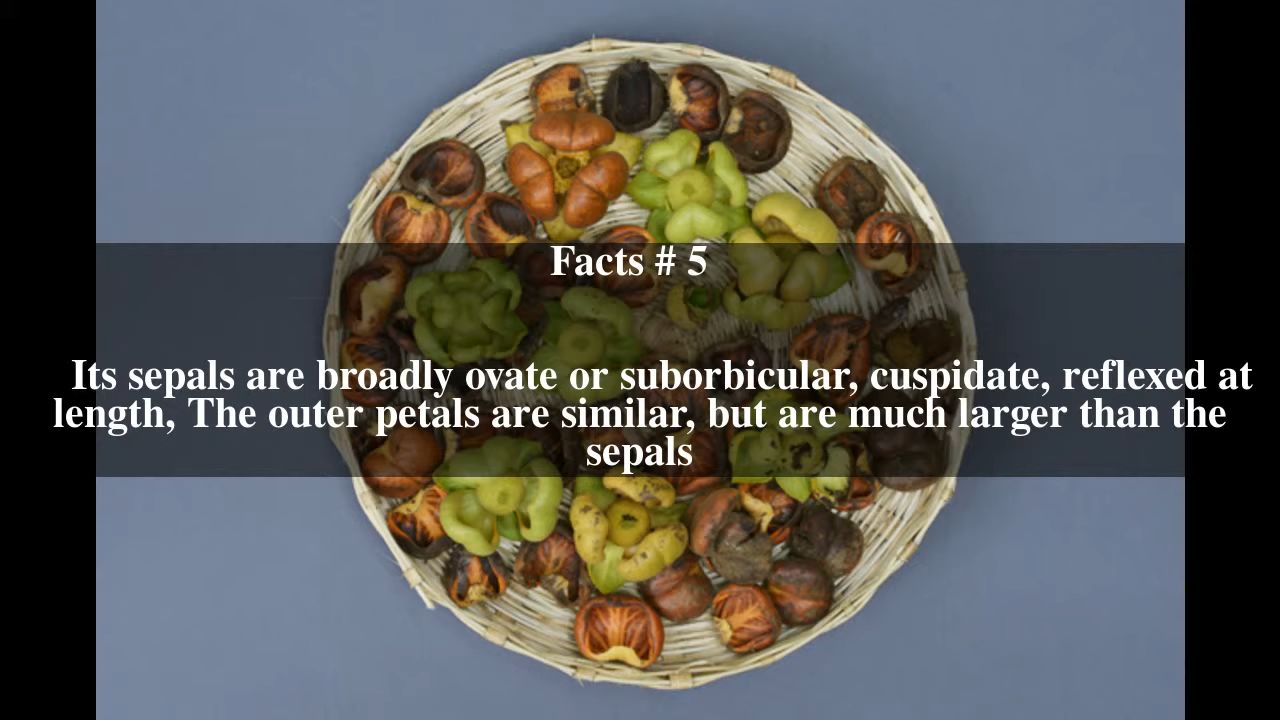 Facts # 5
Its sepals are broadly ovate or suborbicular, cuspidate, reflexed at
length, The outer petals are similar, but are much larger than the
sepals